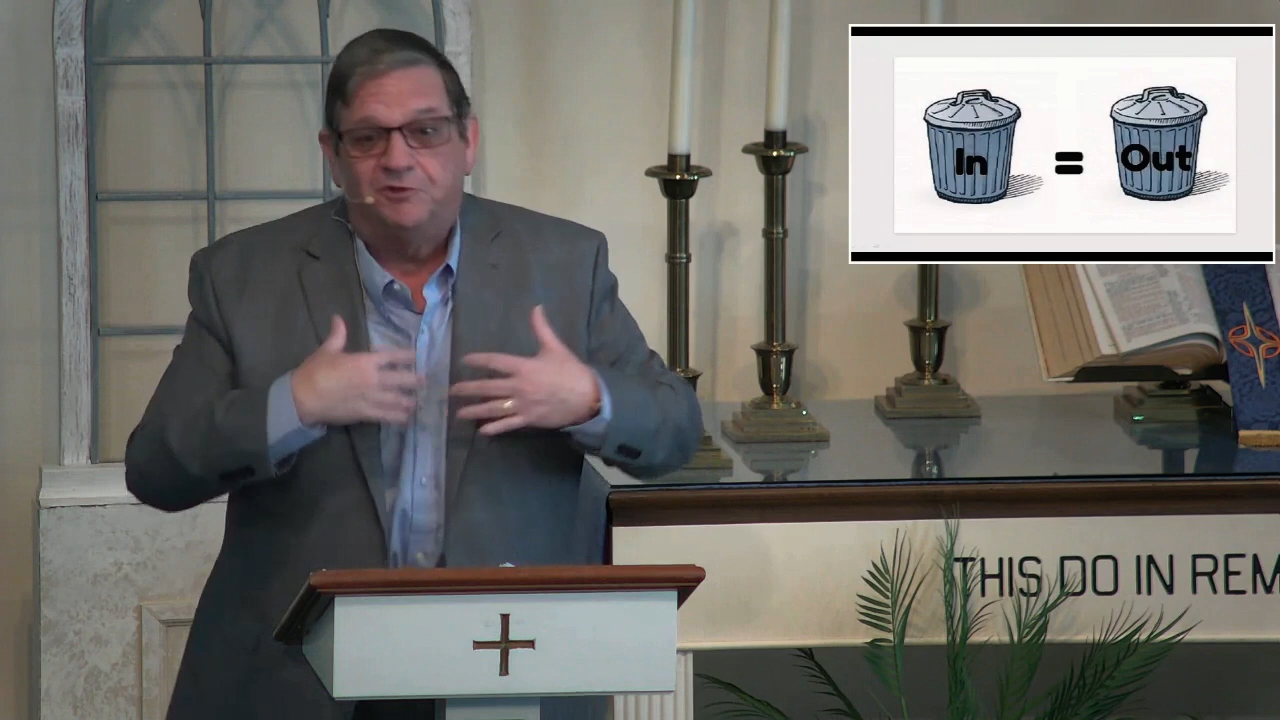 In = Out
THIS DO IN REM